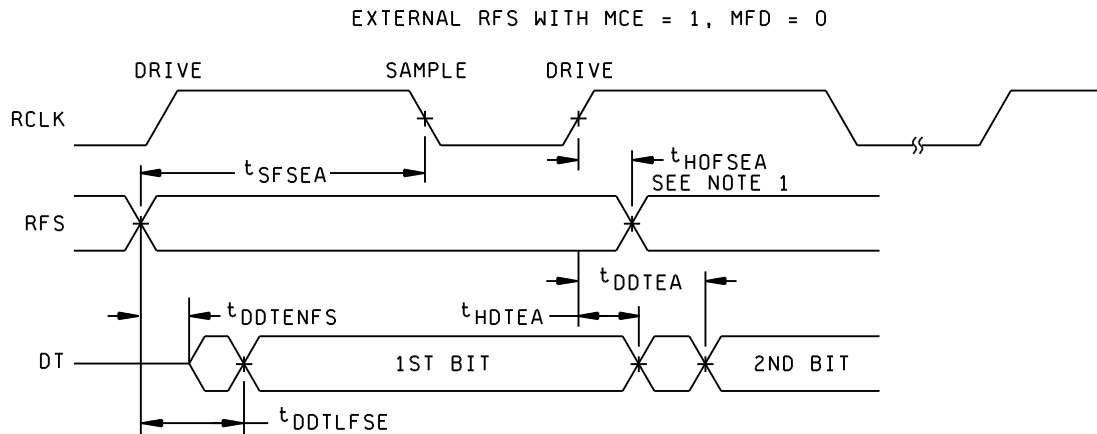 EXTERNAL RFS WITH MCE = 1, MFD = 0
DRIVE SAMPLE DRIVE
RCLK
tSFSEA
tHOFSEA
SEE NOTE 1
RFS
tDDTEA
tDDTENFS
tHDTEA
DT 1ST BIT 2ND BIT
tDDTLFSE